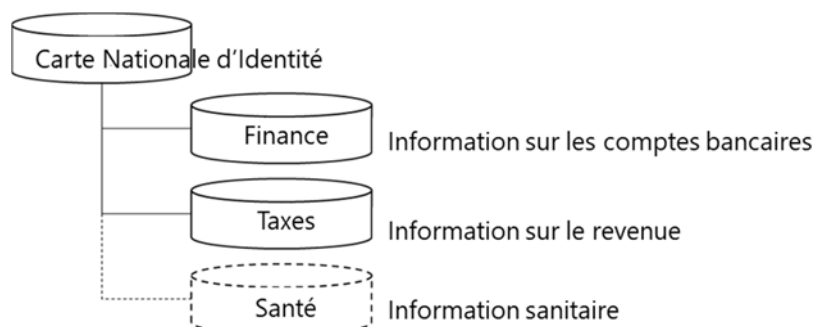 Carte Nationale d'Identité
Finance
Information sur les comptes bancaires
Taxes
Information sur le revenue
Santé
Information sanitaire